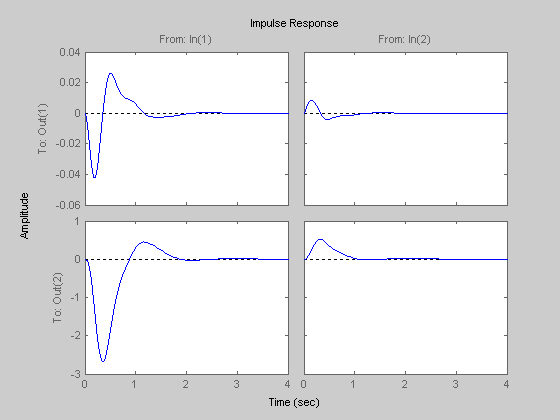 Impulse Response
From: In(1) From: In(2)
0.04
0.02
0
-0.02
-0.04
-0.06
To: Out(1)
Amplitude
1
0
-1
-2
-3
To: Out(2)
0 1 2 3 4 0 1 2 3 4
Time (sec)